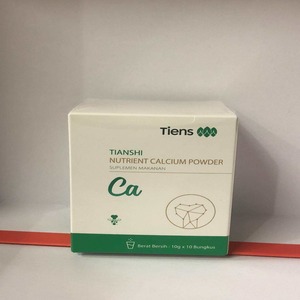 Tiens
TIANSHI
NUTRIENT CALCIUM POWDER
SUPLEMEN MAKANAN
Ca
Berat Bersih : 10g x 10 Bungkus